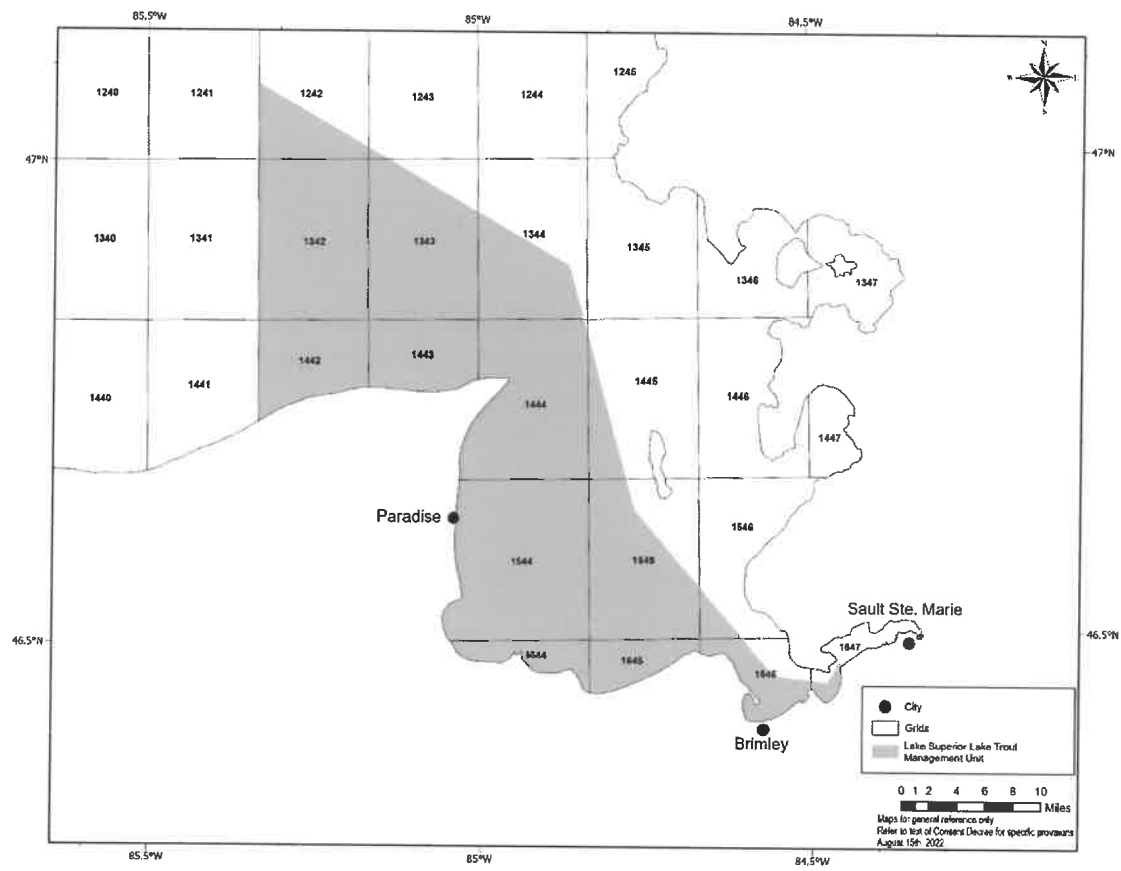 85.5°W 85°W 84.5°W
N
1245
1240 1241 1242 1243 1244
47°N 47°N
1340 1341 1342 1343 1344 1345
1346 1347
1443
1442
1440 1441 1444 1445 1446
1447
Paradise
1546
1544 1545
Sault Ste. Marie
46.5°N 46.5°N
1644 1645 1646 1647
City
Grids
Lake Superior Lake Trout
Management Unit
Brimley
0 1 2 4 6 8 10
Miles
Maps for general reference only
Refer to text of Consent Decree for specific provisions
August 15th 2022
85.5°W 85°W 84.5°W